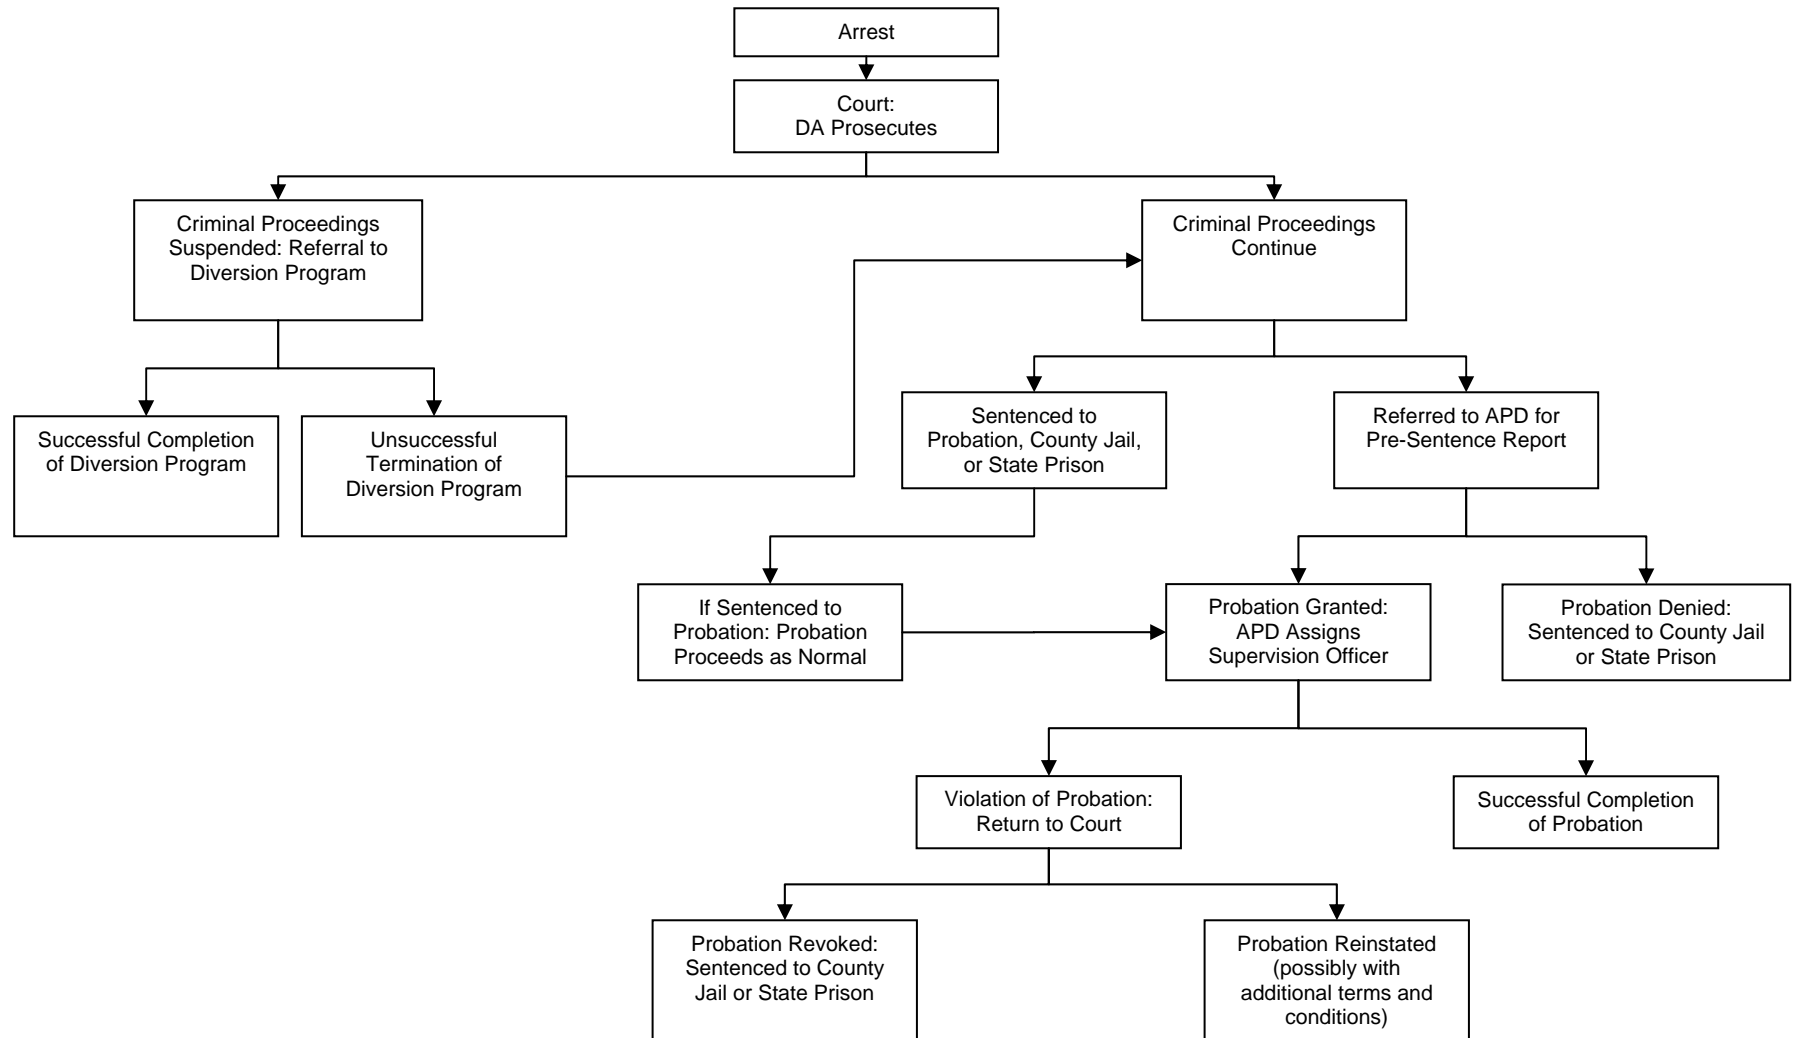 Arrest
Court:
DA Prosecutes
Criminal Proceedings
Suspended: Referral to
Diversion Program
Criminal Proceedings
Continue
Successful Completion
of Diversion Program
Unsuccessful
Termination of
Diversion Program
Sentenced to
Probation, County Jail,
or State Prison
Referred to APD for
Pre-Sentence Report
If Sentenced to
Probation: Probation
Proceeds as Normal
Probation Granted:
APD Assigns
Supervision Officer
Probation Denied:
Sentenced to County Jail
or State Prison
Violation of Probation:
Return to Court
Successful Completion
of Probation
Probation Revoked:
Sentenced to County
Jail or State Prison
Probation Reinstated
(possibly with
additional terms and
conditions)